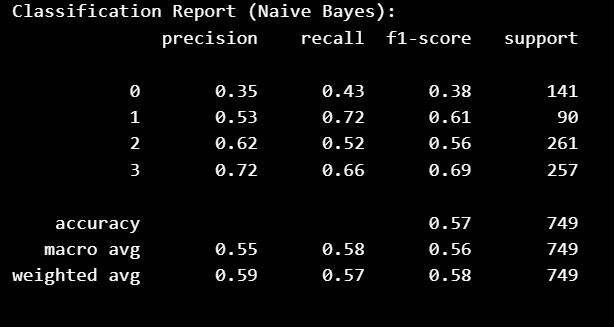 Classification Report (Naive Bayes):
precision recall f1-score support
0 0.35 0.43 0.38 141
1 0.53 0.72 0.61 90
2 0.62 0.52 0.56 261
3 0.72 0.66 0.69 257
accuracy 0.57 749
macro avg 0.55 0.58 0.56 749
weighted avg 0.59 0.57 0.58 749